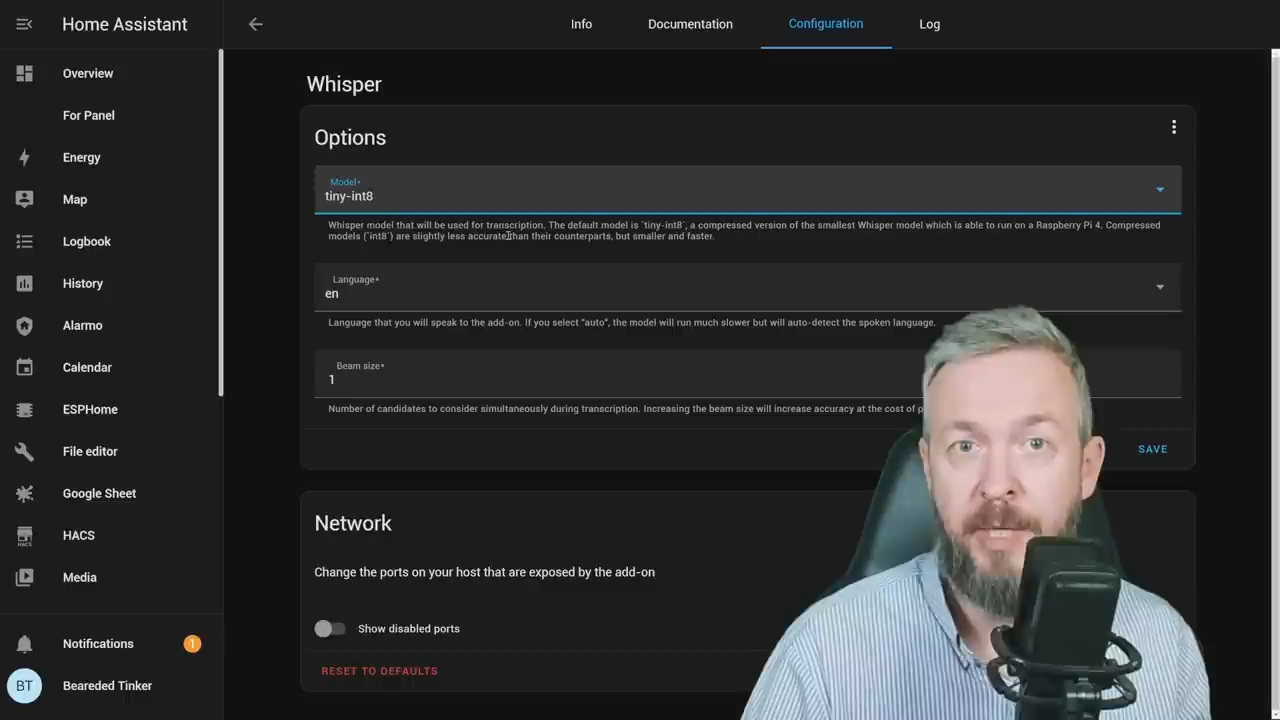 Home Assistant
Info
Documentation
Configuration
Log
Overview
For Panel
Energy
Map
Logbook
History
Alarmo
Calendar
ESPHome
File editor
Google Sheet
HACS
HACS
Media
Notifications
1
BT
Beareded Tinker
Whisper
Options
Model*
tiny-int8
Whisper model that will be used for transcription. The default model is `tiny-int8`, a compressed version of the smallest Whisper model which is able to run on a Raspberry Pi 4. Compressed
models (`int8`) are slightly less accurate than their counterparts, but smaller and faster.
Language*
en
Language that you will speak to the add-on. If you select "auto", the model will run much slower but will auto-detect the spoken language.
Beam size*
1
Number of candidates to consider simultaneously during transcription. Increasing the beam size will increase accuracy at the cost of
SAVE
Network
Change the ports on your host that are exposed by the add-on
Show disabled ports
RESET TO DEFAULTS